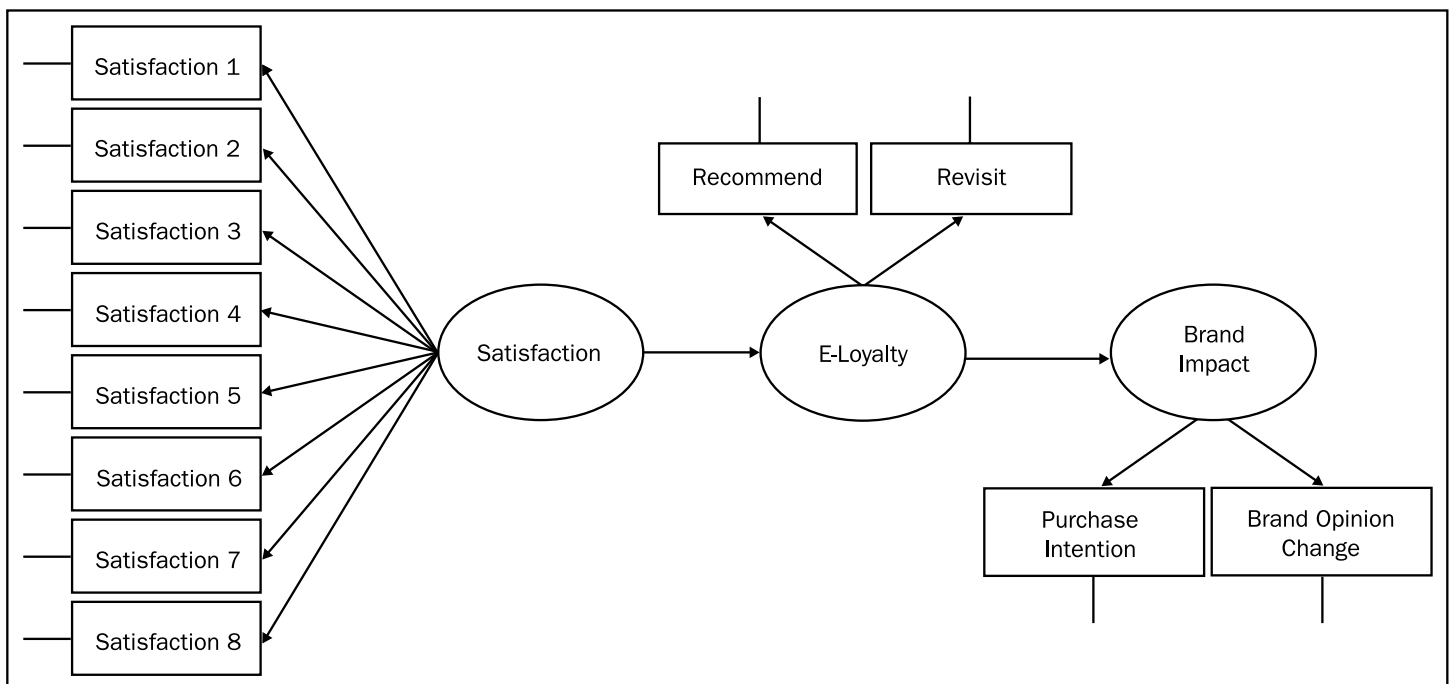 Satisfaction 1
Satisfaction 2
Satisfaction 3
Satisfaction 4
Satisfaction 5
Satisfaction 6
Satisfaction 7
Satisfaction 8
Satisfaction
Recommend
Revisit
E-Loyalty
Brand
Impact
Purchase
Intention
Brand Opinion
Change